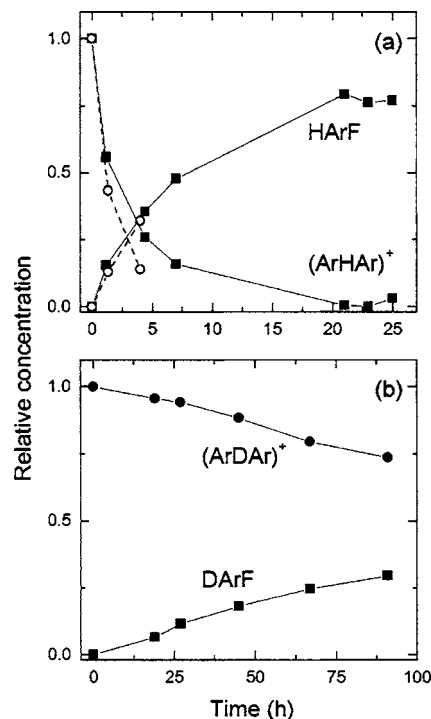 Relative concentration
1.0
0.5
0.0
(a)
HArF
(ArHAr)⁺
0 5 10 15 20 25
1.0
0.5
0.0
(b)
(ArDAr)⁺
DArF
0 25 50 75 100
Time (h)